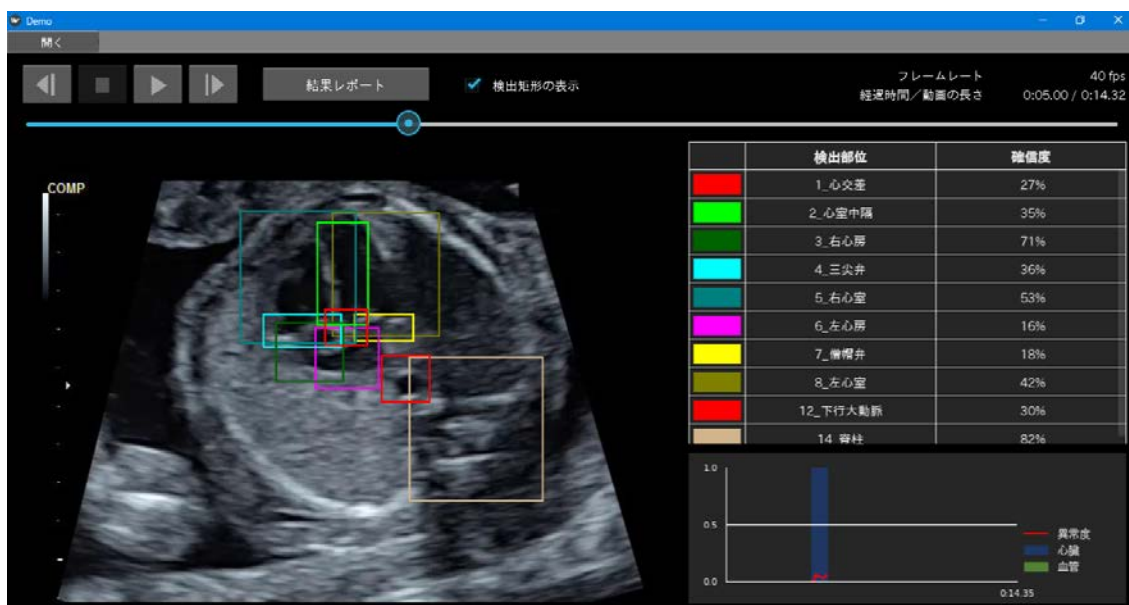 Demo
開く
結果レポート
検出矩形の表示
フレームレート 40 fps
経過時間／動画の長さ 0:05.00 / 0:14.32
COMP
検出部位 確信度
1_心交差 27%
2_心室中隔 35%
3_右心房 71%
4_三尖弁 36%
5_右心室 53%
6_左心房 16%
7_僧帽弁 18%
8_左心室 42%
12_下行大動脈 30%
14_脊柱 82%
1.0
0.5
0.0
異常度
心臓
血管
0:14.35